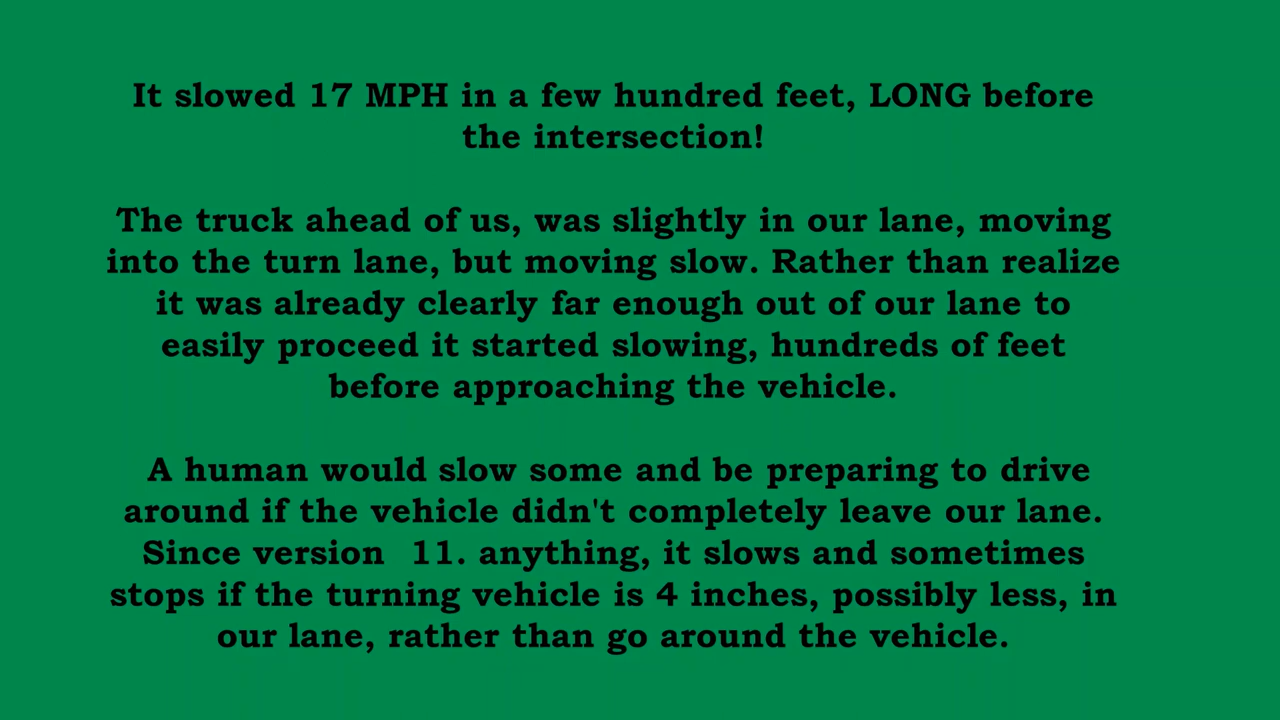 It slowed 17 MPH in a few hundred feet, LONG before
the intersection!
The truck ahead of us, was slightly in our lane, moving
into the turn lane, but moving slow. Rather than realize
it was already clearly far enough out of our lane to
easily proceed it started slowing, hundreds of feet
before approaching the vehicle.
A human would slow some and be preparing to drive
around if the vehicle didn't completely leave our lane.
Since version  11. anything, it slows and sometimes
stops if the turning vehicle is 4 inches, possibly less, in
our lane, rather than go around the vehicle.